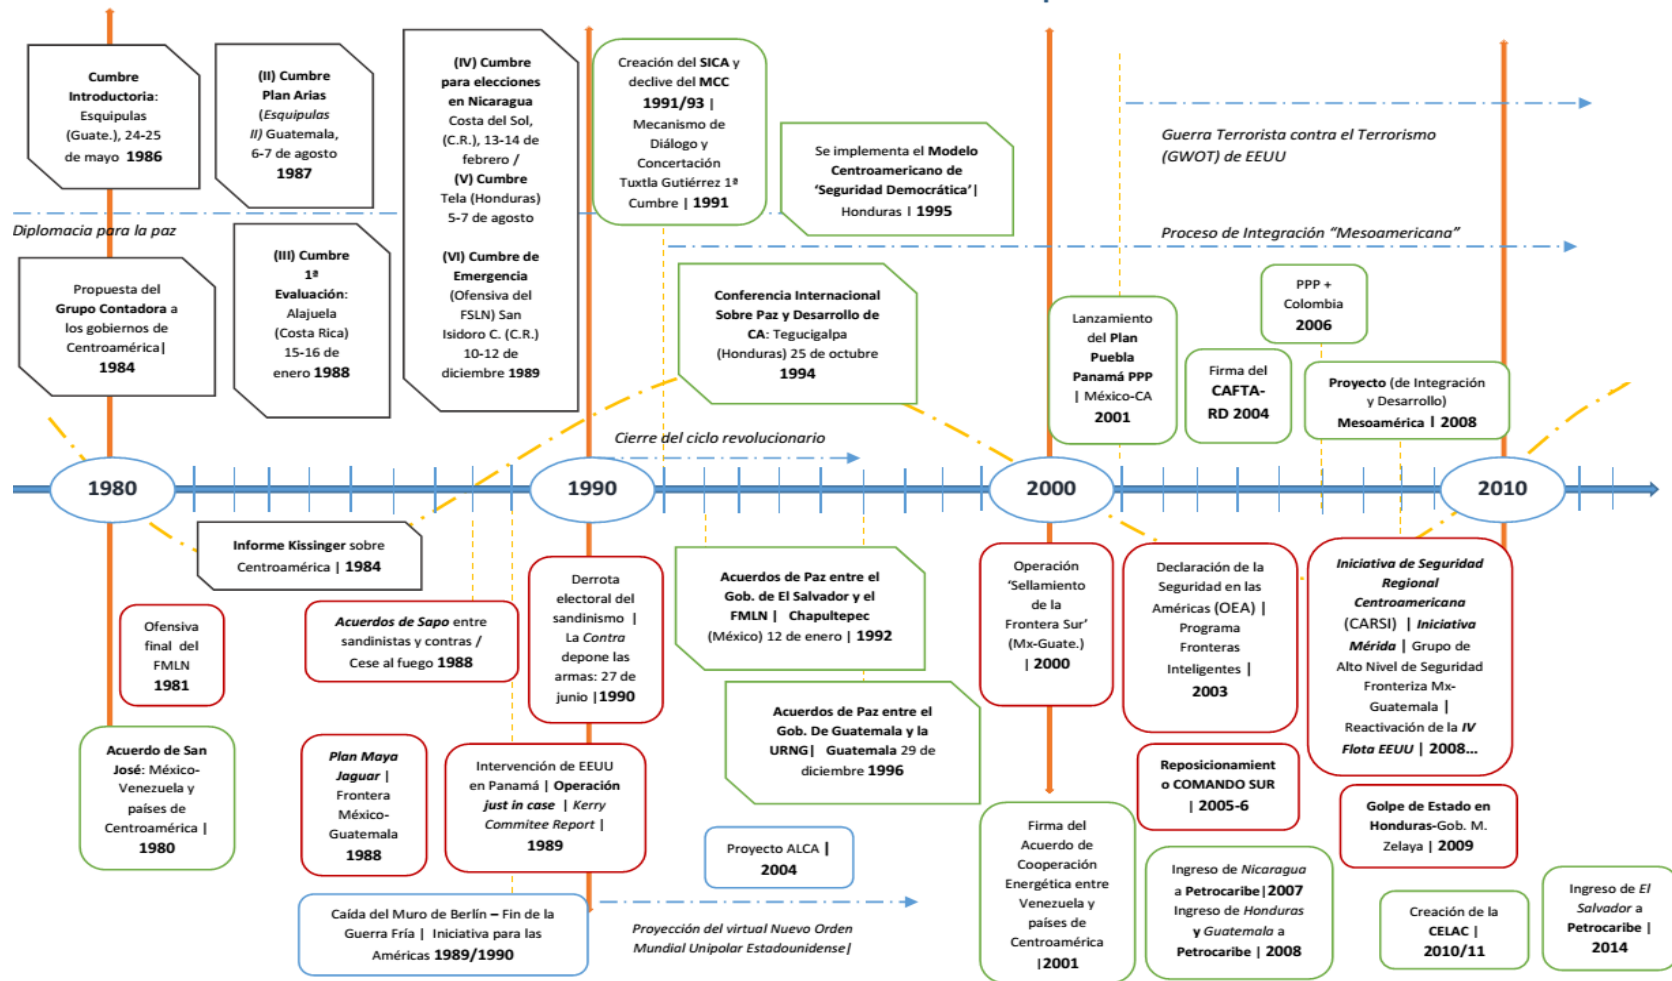 Cumbre
Introductoria:
Esquipulas
(Guate.), 24-25
de mayo 1986
(II) Cumbre
Plan Arias
(Esquipulas
II) Guatemala,
6-7 de agosto
1987
(IV) Cumbre
para elecciones
en Nicaragua
Costa del Sol,
(C.R.), 13-14 de
febrero /
(V) Cumbre
Tela (Honduras)
5-7 de agosto
(VI) Cumbre de
Emergencia
(Ofensiva del
FSLN) San
Isidoro C. (C.R.)
10-12 de
diciembre 1989
Creación del SICA y
declive del MCC
1991/93 |
Mecanismo de
Diálogo y
Concertación
Tuxtla Gutiérrez 1ª
Cumbre | 1991
Se implementa el Modelo
Centroamericano de
‘Seguridad Democrática’|
Honduras | 1995
Guerra Terrorista contra el Terrorismo
(GWOT) de EEUU
Diplomacia para la paz
Proceso de Integración “Mesoamericana”
Propuesta del
Grupo Contadora a
los gobiernos de
Centroamérica|
1984
(III) Cumbre
1ª
Evaluación:
Alajuela
(Costa Rica)
15-16 de
enero 1988
Conferencia Internacional
Sobre Paz y Desarrollo de
CA: Tegucigalpa
(Honduras) 25 de octubre
1994
Lanzamiento
del Plan
Puebla
Panamá PPP
| México-CA
2001
PPP +
Colombia
2006
Firma del
CAFTA-
RD 2004
Proyecto (de Integración
y Desarrollo)
Mesoamérica | 2008
Cierre del ciclo revolucionario
1980
1990
2000
2010
Informe Kissinger sobre
Centroamérica | 1984
Ofensiva
final del
FMLN
1981
Acuerdos de Sapo entre
sandinistas y contras /
Cese al fuego 1988
Derrota
electoral del
sandinismo |
La Contra
depone las
armas: 27 de
junio |1990
Acuerdos de Paz entre el
Gob. de El Salvador y el
FMLN | Chapultepec
(México) 12 de enero | 1992
Operación
‘Sellamiento
de la
Frontera Sur’
(Mx-Guate.)
| 2000
Declaración de la
Seguridad en las
Américas (OEA) |
Programa
Fronteras
Inteligentes |
2003
Iniciativa de Seguridad
Regional
Centroamericana
(CARSI) | Iniciativa
Mérida | Grupo de
Alto Nivel de Seguridad
Fronteriza Mx-
Guatemala |
Reactivación de la IV
Flota EEUU | 2008...
Acuerdo de San
José: México-
Venezuela y
países de
Centroamérica |
1980
Plan Maya
Jaguar |
Frontera
México-
Guatemala
1988
Intervención de EEUU
en Panamá | Operación
just in case | Kerry
Commitee Report |
1989
Acuerdos de Paz entre el
Gob. De Guatemala y la
URNG| Guatemala 29 de
diciembre 1996
Reposicionamient
o COMANDO SUR
| 2005-6
Golpe de Estado en
Honduras-Gob. M.
Zelaya | 2009
Proyecto ALCA |
2004
Firma del
Acuerdo de
Cooperación
Energética entre
Venezuela y
países de
Centroamérica
|2001
Ingreso de Nicaragua
a Petrocaribe|2007
Ingreso de Honduras
y Guatemala a
Petrocaribe | 2008
Creación de la
CELAC |
2010/11
Ingreso de El
Salvador a
Petrocaribe |
2014
Caída del Muro de Berlín – Fin de la
Guerra Fría | Iniciativa para las
Américas 1989/1990
Proyección del virtual Nuevo Orden
Mundial Unipolar Estadounidense|